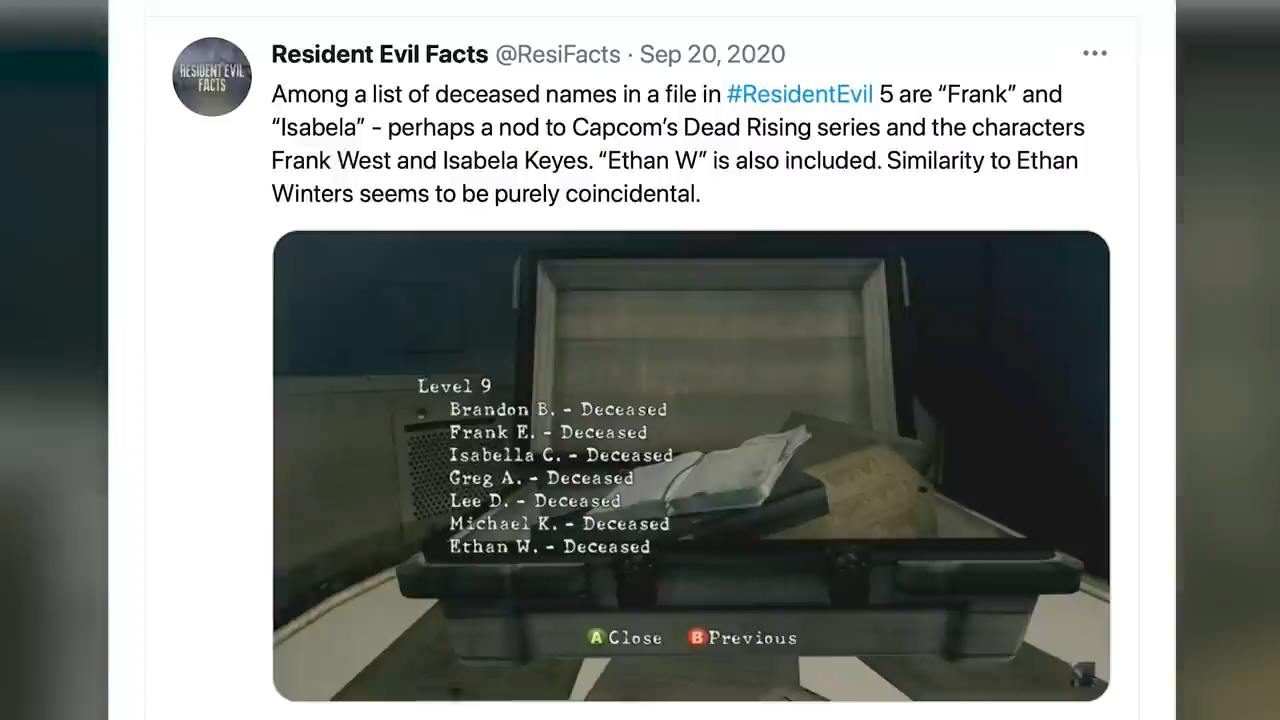 RESIDENT EVIL
FACTS
Resident Evil Facts @ResiFacts · Sep 20, 2020
Among a list of deceased names in a file in #ResidentEvil 5 are “Frank” and
“Isabela” - perhaps a nod to Capcom’s Dead Rising series and the characters
Frank West and Isabela Keyes. “Ethan W” is also included. Similarity to Ethan
Winters seems to be purely coincidental.
Level 9
Brandon B. - Deceased
Frank E. - Deceased
Isabella C. - Deceased
Greg A. - Deceased
Lee D. - Deceased
Michael K. - Deceased
Ethan W. - Deceased
A Close B Previous